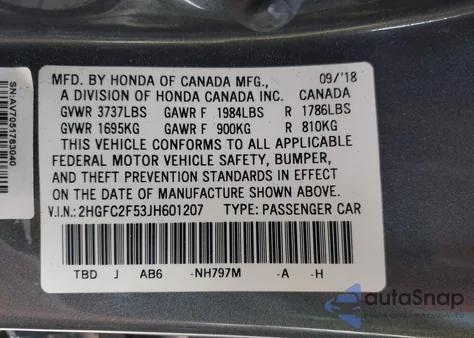 MFD. BY HONDA OF CANADA MFG., 09/'18
A DIVISION OF HONDA CANADA INC. CANADA
GVWR 3737LBS GAWR F 1984LBS R 1786LBS
GVWR 1695KG GAWR F 900KG R 810KG
THIS VEHICLE CONFORMS TO ALL APPLICABLE
FEDERAL MOTOR VEHICLE SAFETY, BUMPER,
AND THEFT PREVENTION STANDARDS IN EFFECT
ON THE DATE OF MANUFACTURE SHOWN ABOVE.
V.I.N.: 2HGFC2F53JH601207 TYPE: PASSENGER CAR
TBD J AB6 -NH797M -A -H
SN:AV7051763040
autoSnap